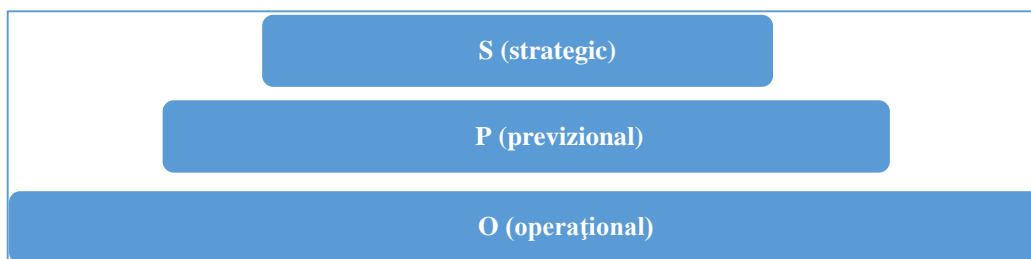 S (strategic)
P (previzional)
O (operaţional)